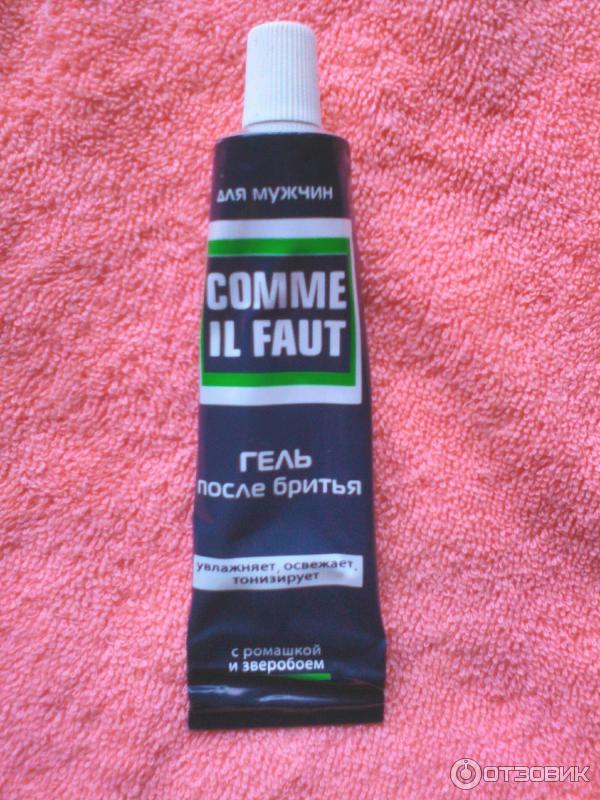 для мужчин
COMME
IL FAUT
гель
после бритья
увлажняет, освежает,
тонизирует
с ромашкой
и зверобоем
ОТЗОВИК